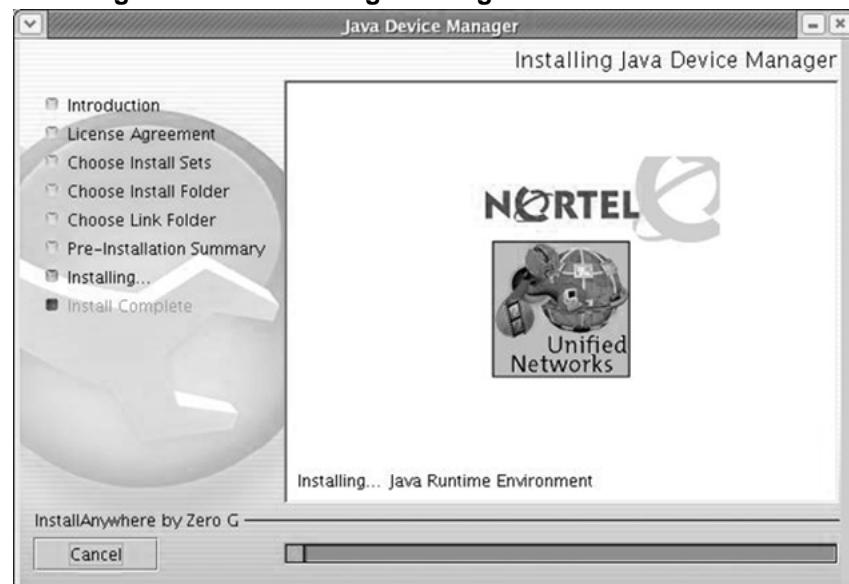 Java Device Manager
Installing Java Device Manager
Introduction
License Agreement
Choose Install Sets
Choose Install Folder
Choose Link Folder
Pre-Installation Summary
Installing...
Install Complete
NORTEL
Unified
Networks
Installing... Java Runtime Environment
InstallAnywhere by Zero G
Cancel